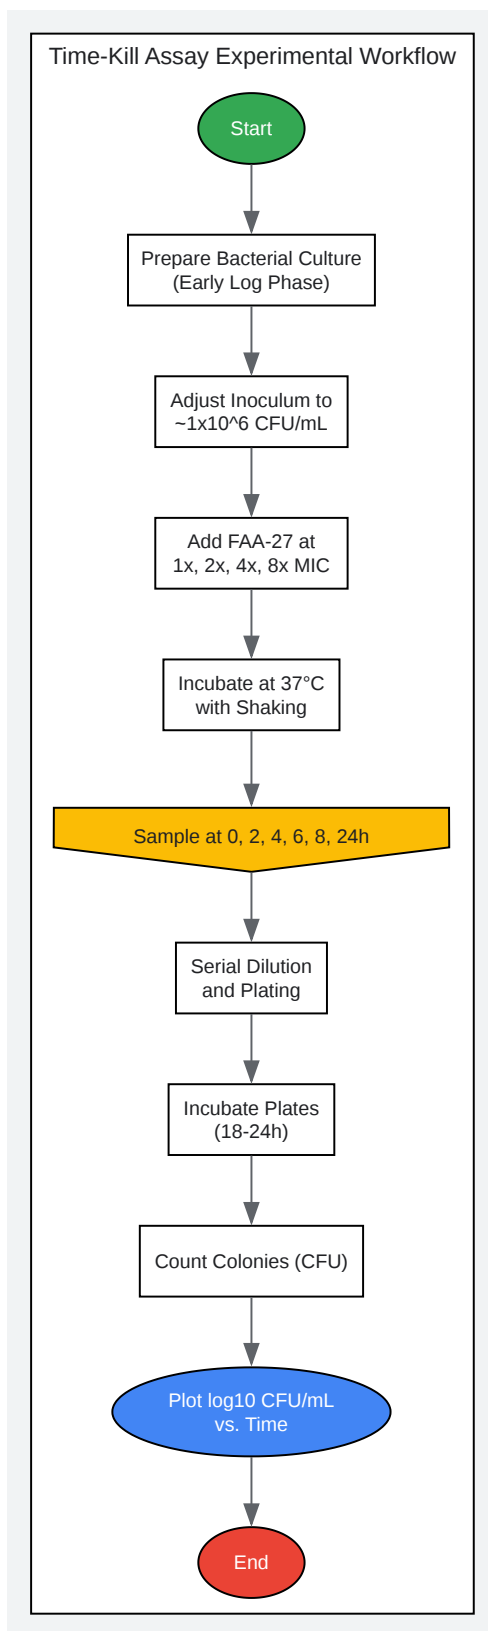 Time-Kill Assay Experimental Workflow
Start
Prepare Bacterial Culture
(Early Log Phase)
Adjust Inoculum to
~1x10^6 CFU/mL
Add FAA-27 at
1x, 2x, 4x, 8x MIC
Incubate at 37°C
with Shaking
Sample at 0, 2, 4, 6, 8, 24h
Serial Dilution
and Plating
Incubate Plates
(18-24h)
Count Colonies (CFU)
Plot log10 CFU/mL
vs. Time
End